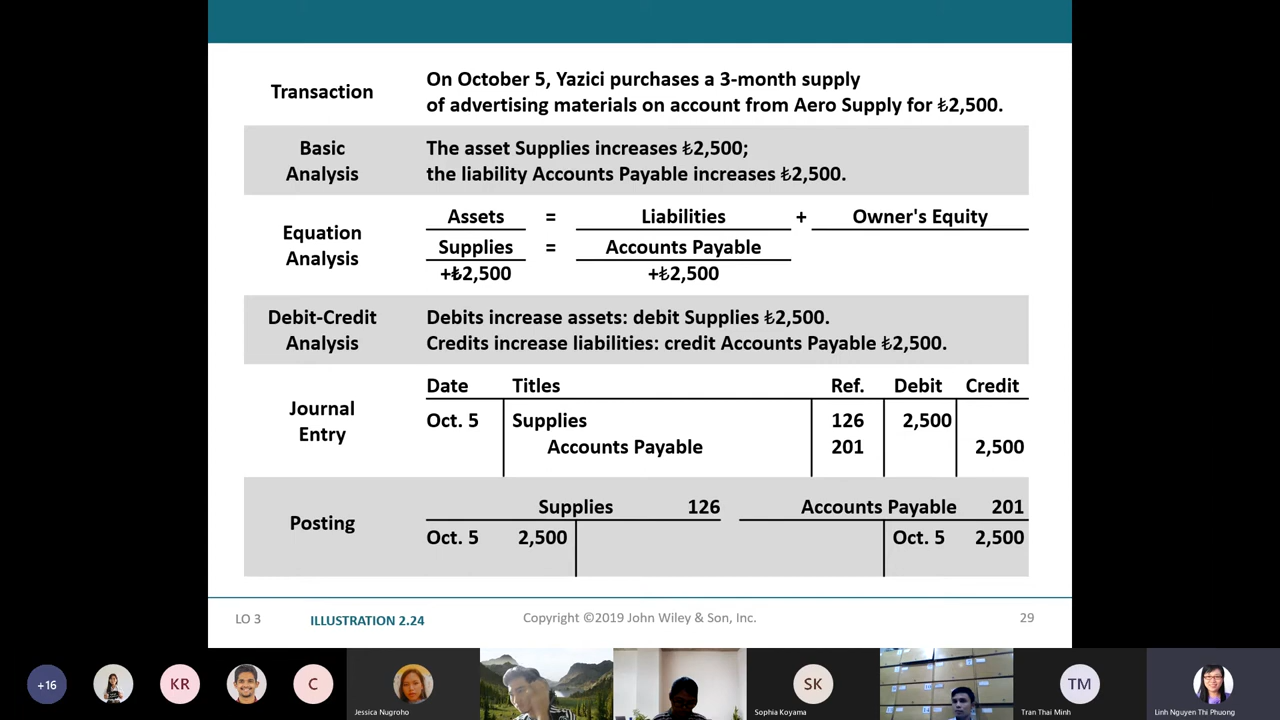 Transaction
On October 5, Yazici purchases a 3-month supply
of advertising materials on account from Aero Supply for ₺2,500.
Basic
Analysis
The asset Supplies increases ₺2,500;
the liability Accounts Payable increases ₺2,500.
Equation
Analysis
Assets = Liabilities + Owner's Equity
Supplies = Accounts Payable
+₺2,500 +₺2,500
Debit-Credit
Analysis
Debits increase assets: debit Supplies ₺2,500.
Credits increase liabilities: credit Accounts Payable ₺2,500.
Journal
Entry
Date Titles Ref. Debit Credit
Oct. 5 Supplies 126 2,500
Accounts Payable 201 2,500
Posting
Supplies 126 Accounts Payable 201
Oct. 5 2,500 Oct. 5 2,500
LO 3 ILLUSTRATION 2.24 Copyright ©2019 John Wiley & Son, Inc. 29
+16 KR C SK TM
Jessica Nugroho Sophia Koyama Tran Thai Minh Linh Nguyen Thi Phuong